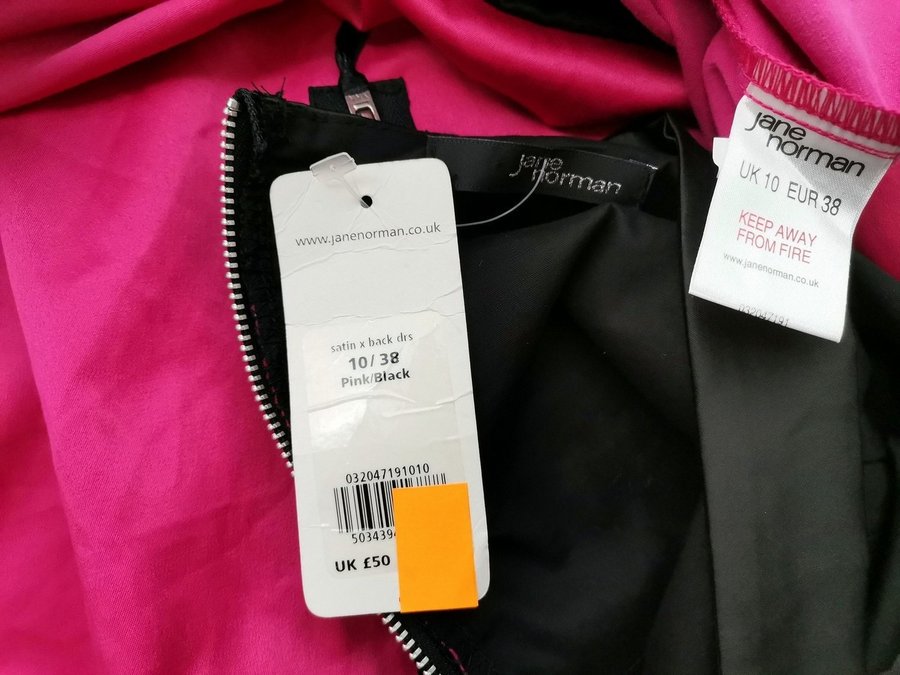 jane
norman
www.janenorman.co.uk
satin x back drs
10/38
Pink/Black
032047191010
UK £50
jane
norman
UK 10 EUR 38
KEEP AWAY
FROM FIRE
www.janenorman.co.uk
032047191